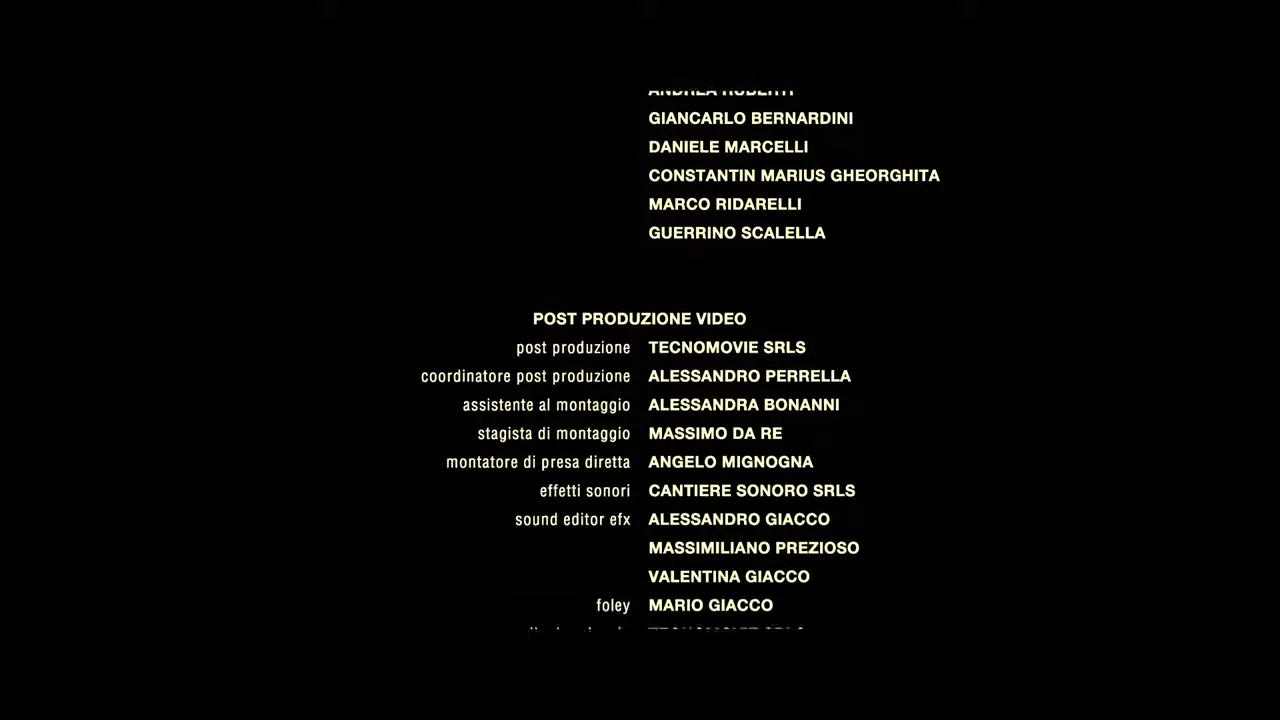 GIANCARLO BERNARDINI
DANIELE MARCELLI
CONSTANTIN MARIUS GHEORGHITA
MARCO RIDARELLI
GUERRINO SCALELLA
POST PRODUZIONE VIDEO
post produzione TECNOMOVIE SRLS
coordinatore post produzione ALESSANDRO PERRELLA
assistente al montaggio ALESSANDRA BONANNI
stagista di montaggio MASSIMO DA RE
montatore di presa diretta ANGELO MIGNOGNA
effetti sonori CANTIERE SONORO SRLS
sound editor efx ALESSANDRO GIACCO
MASSIMILIANO PREZIOSO
VALENTINA GIACCO
foley MARIO GIACCO